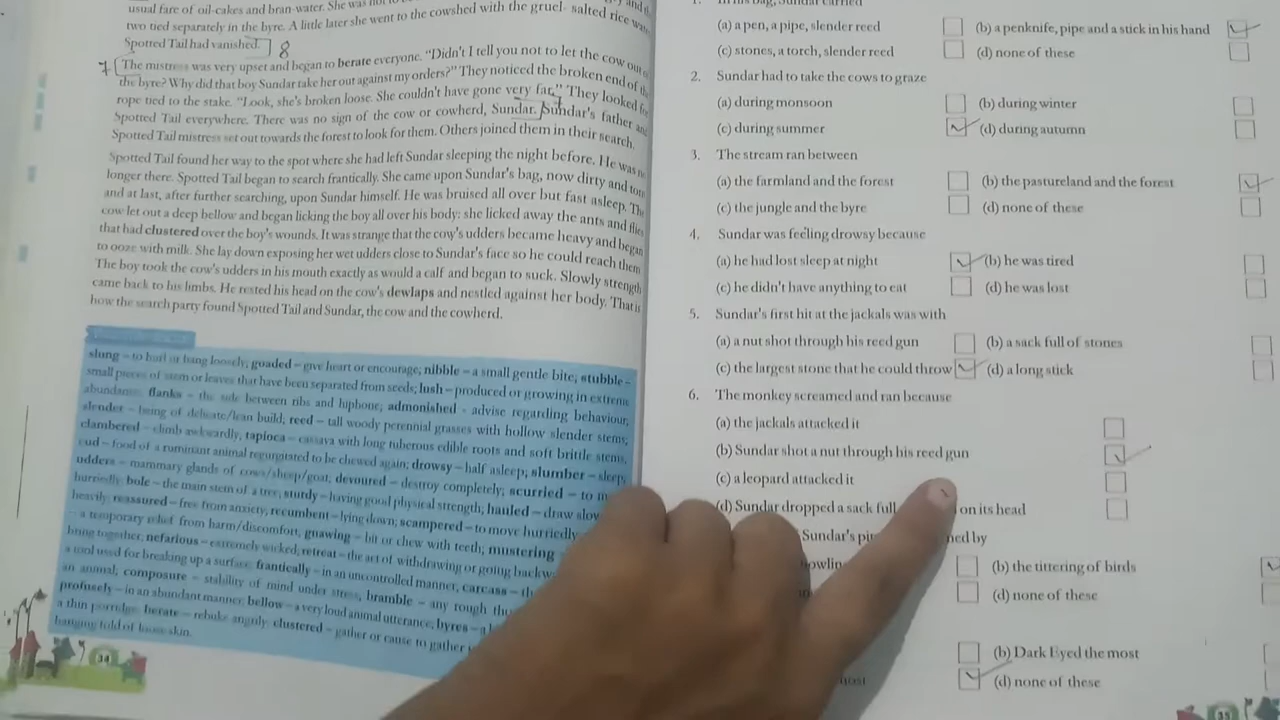 usual fare of oil-cakes and bran-water. She was
two tied separately in the byre. A little later she went to the cowshed with the gruel- salted rice
Spotted Tail had vanished. 8
7 The mistress was very upset and began to berate everyone. “Didn't I tell you not to let the cow out
the byre? Why did that boy Sundar take her out against my orders?” They noticed the broken end of the
rope tied to the stake. “Look, she's broken loose. She couldn't have gone very far.” They looked for
Spotted Tail everywhere. There was no sign of the cow or cowherd, Sundar. Sundar's father and
Spotted Tail mistress set out towards the forest to look for them. Others joined them in their search.
Spotted Tail found her way to the spot where she had left Sundar sleeping the night before. He was
longer there. Spotted Tail began to search frantically. She came upon Sundar's bag, now dirty and torn
and at last, after further searching, upon Sundar himself. He was bruised all over but fast asleep. The
cow let out a deep bellow and began licking the boy all over his body: she licked away the ants and flies
that had clustered over the boy's wounds. It was strange that the cow's udders became heavy and began
to ooze with milk. She lay down exposing her wet udders close to Sundar's face so he could reach them
The boy took the cow's udders in his mouth exactly as would a calf and began to suck. Slowly strength
came back to his limbs. He rested his head on the cow's dewlaps and nestled against her body. That is
how the search party found Spotted Tail and Sundar, the cow and the cowherd.
slung – to hurl or hang loosely; goaded – give heart or encourage; nibble – a small gentle bite; stubble –
small pieces of stem or leaves that have been separated from seeds; lush – produced or growing in extreme
abundance; flanks – the side between ribs and hipbone; admonished - advise regarding behaviour;
slender – being of delicate/lean build; reed – tall woody perennial grasses with hollow slender stems;
clambered – climb awkwardly; tapioca – cassava with long tuberous edible roots and soft brittle stems;
cud – food of a ruminant animal regurgitated to be chewed again; drowsy – half asleep; slumber – sleep;
udders – mammary glands of cows/sheep/goat; devoured – destroy completely; scurried – to
hurriedly; bole – the main stem of a tree; sturdy – having good physical strength; hauled – draw
heavily; reassured – free from anxiety; recumbent – lying down; scampered – to move hurriedly
– a temporary relief from harm/discomfort; gnawing – bit or chew with teeth; mustering
bring together; nefarious – extremely wicked; retreat – the act of withdrawing or going
a tool used for breaking up a surface; frantically – in an uncontrolled manner; carcass –
an animal; composure – stability of mind under stress; bramble – any rough
profusely – in an abundant manner; bellow – a very loud animal utterance; byres –
a thin porridge; berate – rebuke angrily; clustered – gather or cause to gather
hanging fold of loose skin.
34
1. In his bag, Sundar carried
(a) a pen, a pipe, slender reed (b) a penknife, pipe and a stick in his hand
(c) stones, a torch, slender reed (d) none of these
2. Sundar had to take the cows to graze
(a) during monsoon (b) during winter
(c) during summer (d) during autumn
3. The stream ran between
(a) the farmland and the forest (b) the pastureland and the forest
(c) the jungle and the byre (d) none of these
4. Sundar was feeling drowsy because
(a) he had lost sleep at night (b) he was tired
(c) he didn't have anything to eat (d) he was lost
5. Sundar's first hit at the jackals was with
(a) a nut shot through his reed gun (b) a sack full of stones
(c) the largest stone that he could throw (d) a long stick
6. The monkey screamed and ran because
(a) the jackals attacked it
(b) Sundar shot a nut through his reed gun
(c) a leopard attacked it
(d) Sundar dropped a sack full on its head
Sundar's by
(b) the tittering of birds
(d) none of these
(b) Dark Eyed the most
(d) none of these
35